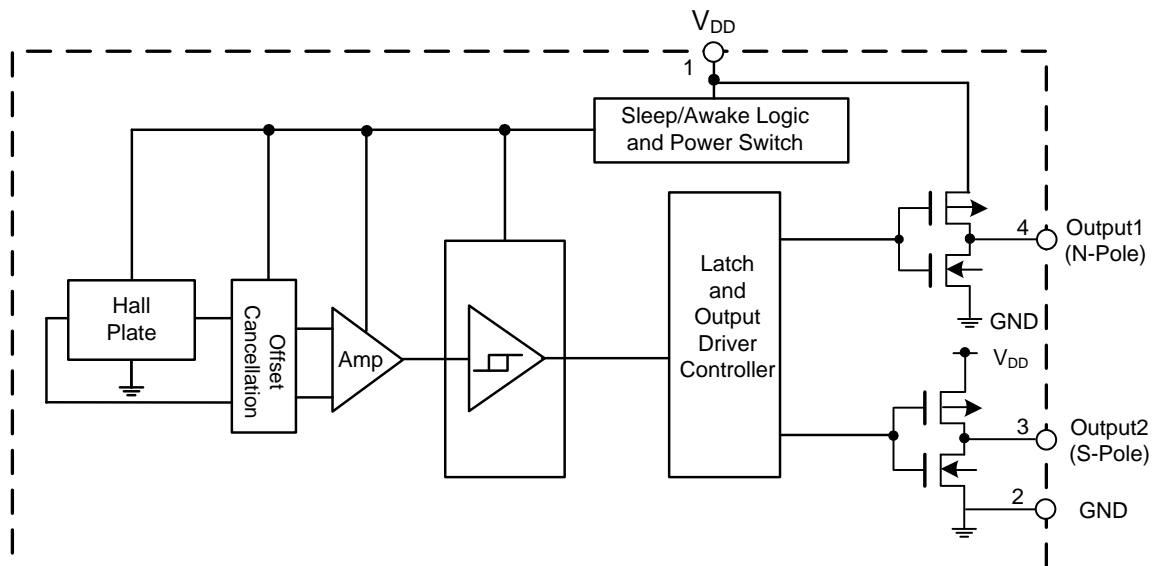 VDD
1
Sleep/Awake Logic
and Power Switch
4
Output1
(N-Pole)
Hall
Plate
Offset
Cancellation
Amp
Latch
and
Output
Driver
Controller
GND
VDD
3
Output2
(S-Pole)
2
GND